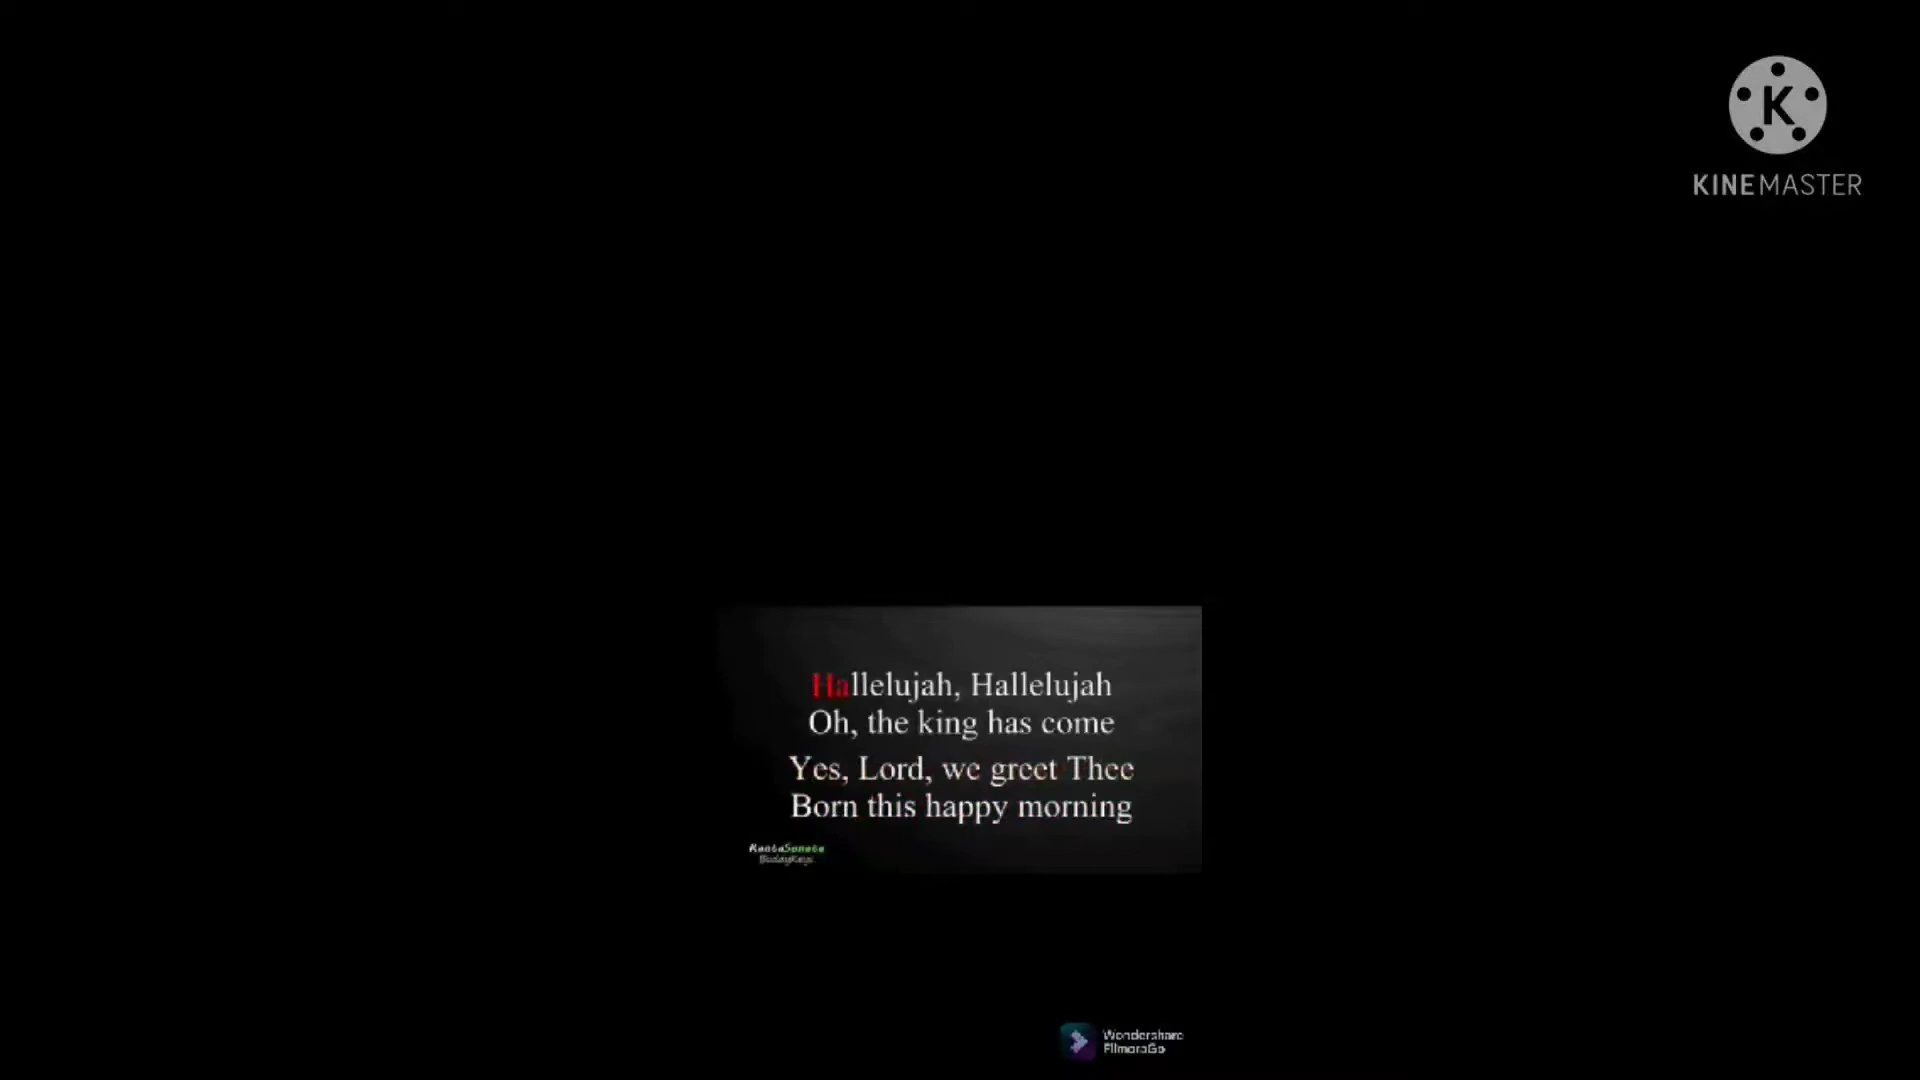 K
KINEMASTER
Hallelujah, Hallelujah
Oh, the king has come
Yes, Lord, we greet Thee
Born this happy morning
Wondershare
FilmoraGo